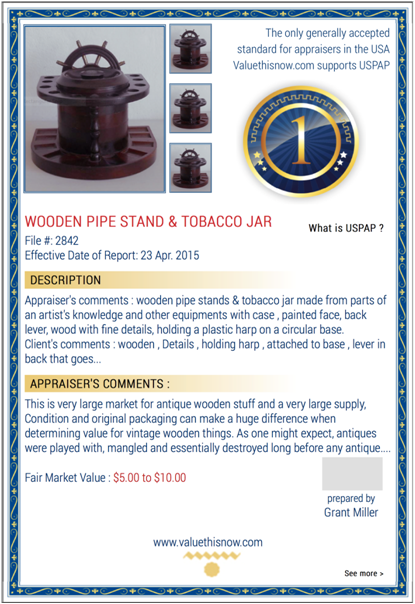 The only generally accepted
standard for appraisers in the USA
Valuethisnow.com supports USPAP
1
WOODEN PIPE STAND & TOBACCO JAR
What is USPAP ?
File #: 2842
Effective Date of Report: 23 Apr. 2015
DESCRIPTION
Appraiser's comments : wooden pipe stands & tobacco jar made from parts of
an artist's knowledge and other equipments with case , painted face, back
lever, wood with fine details, holding a plastic harp on a circular base.
Client's comments : wooden , Details , holding harp , attached to base , lever in
back that goes...
APPRAISER'S COMMENTS :
This is very large market for antique wooden stuff and a very large supply,
Condition and original packaging can make a huge difference when
determining value for vintage wooden things. As one might expect, antiques
were played with, mangled and essentially destroyed long before any antique....
Fair Market Value : $5.00 to $10.00
prepared by
Grant Miller
www.valuethisnow.com
See more >